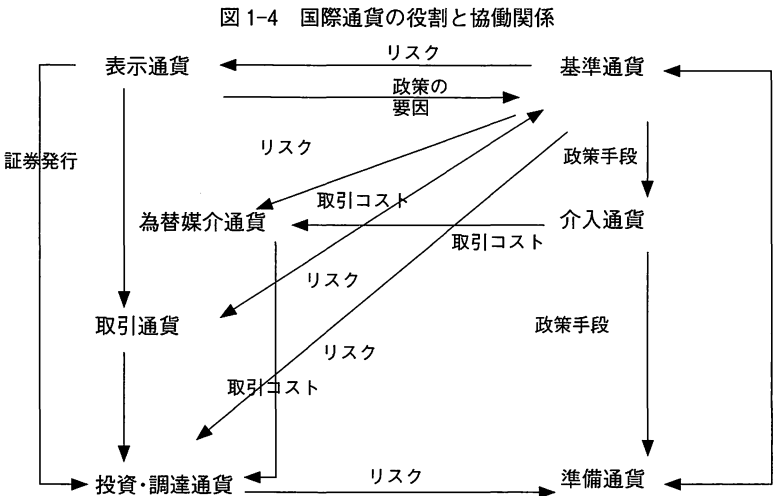 図1-4 国際通貨の役割と協働関係
リスク
表示通貨
基準通貨
政策の
要因
リスク
証券発行
政策手段
取引コスト
為替媒介通貨
介入通貨
取引コスト
リスク
取引通貨
政策手段
リスク
取引コスト
投資・調達通貨
リスク
準備通貨